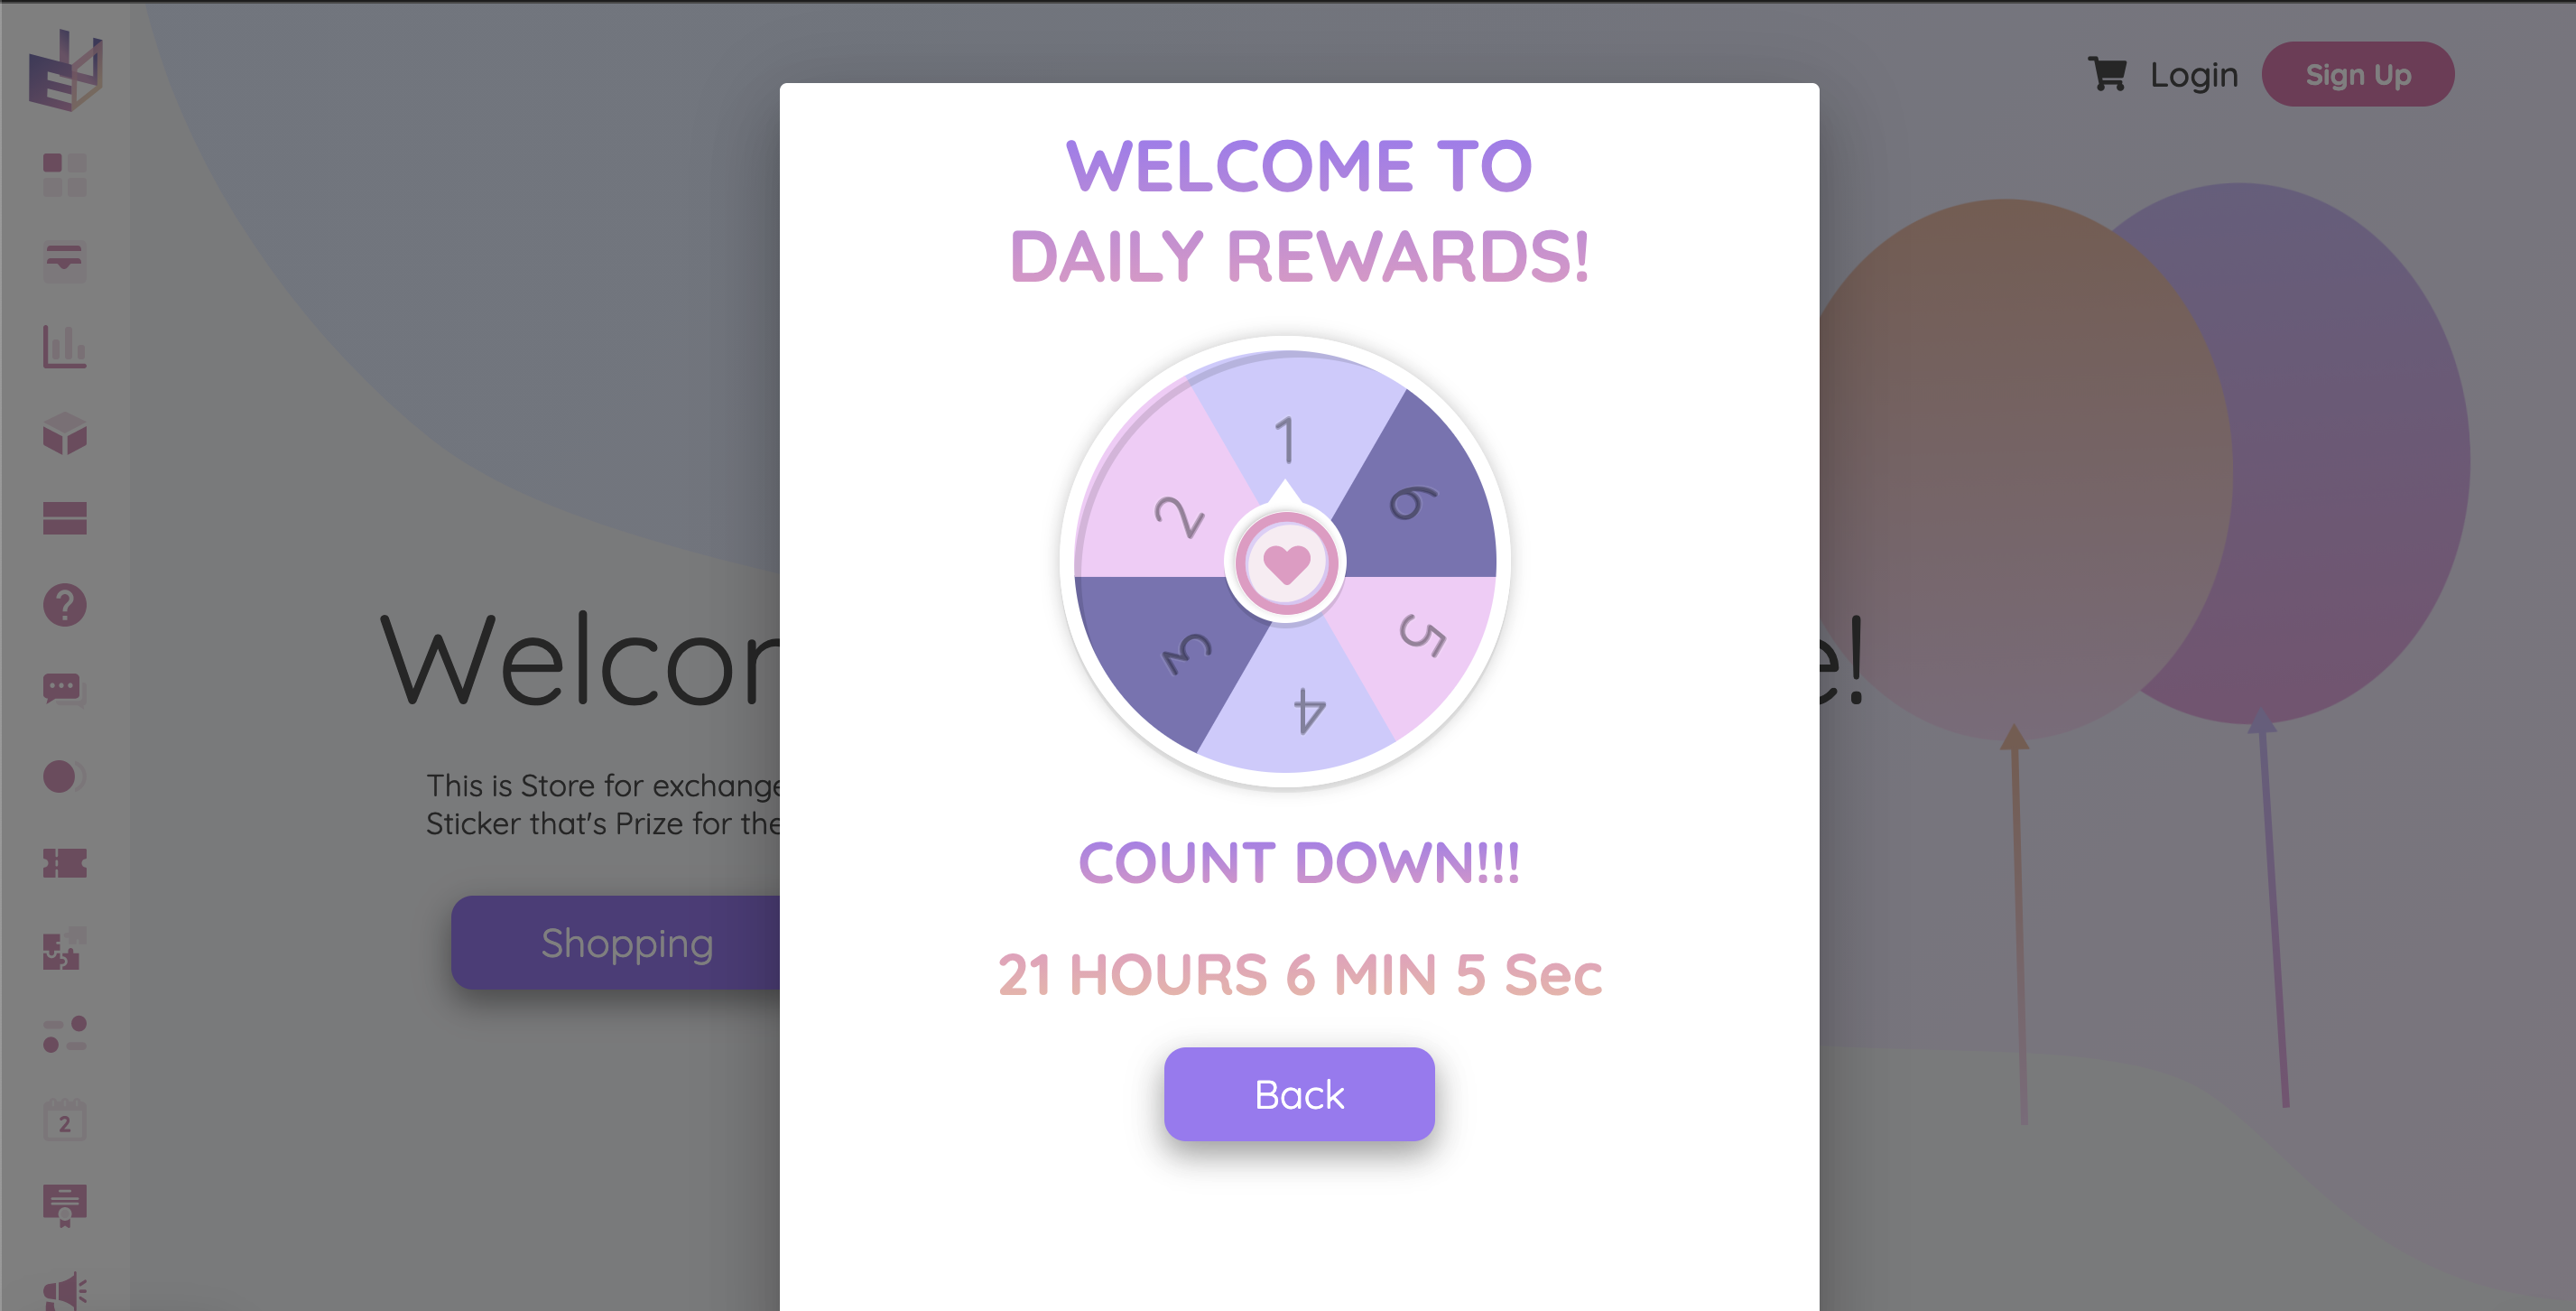 Login
Sign Up
WELCOME TO
DAILY REWARDS!
1
2
6
3
5
4
This is Store for exchange
Sticker that's Prize for the
COUNT DOWN!!!
Shopping
21 HOURS 6 MIN 5 Sec
Back
2